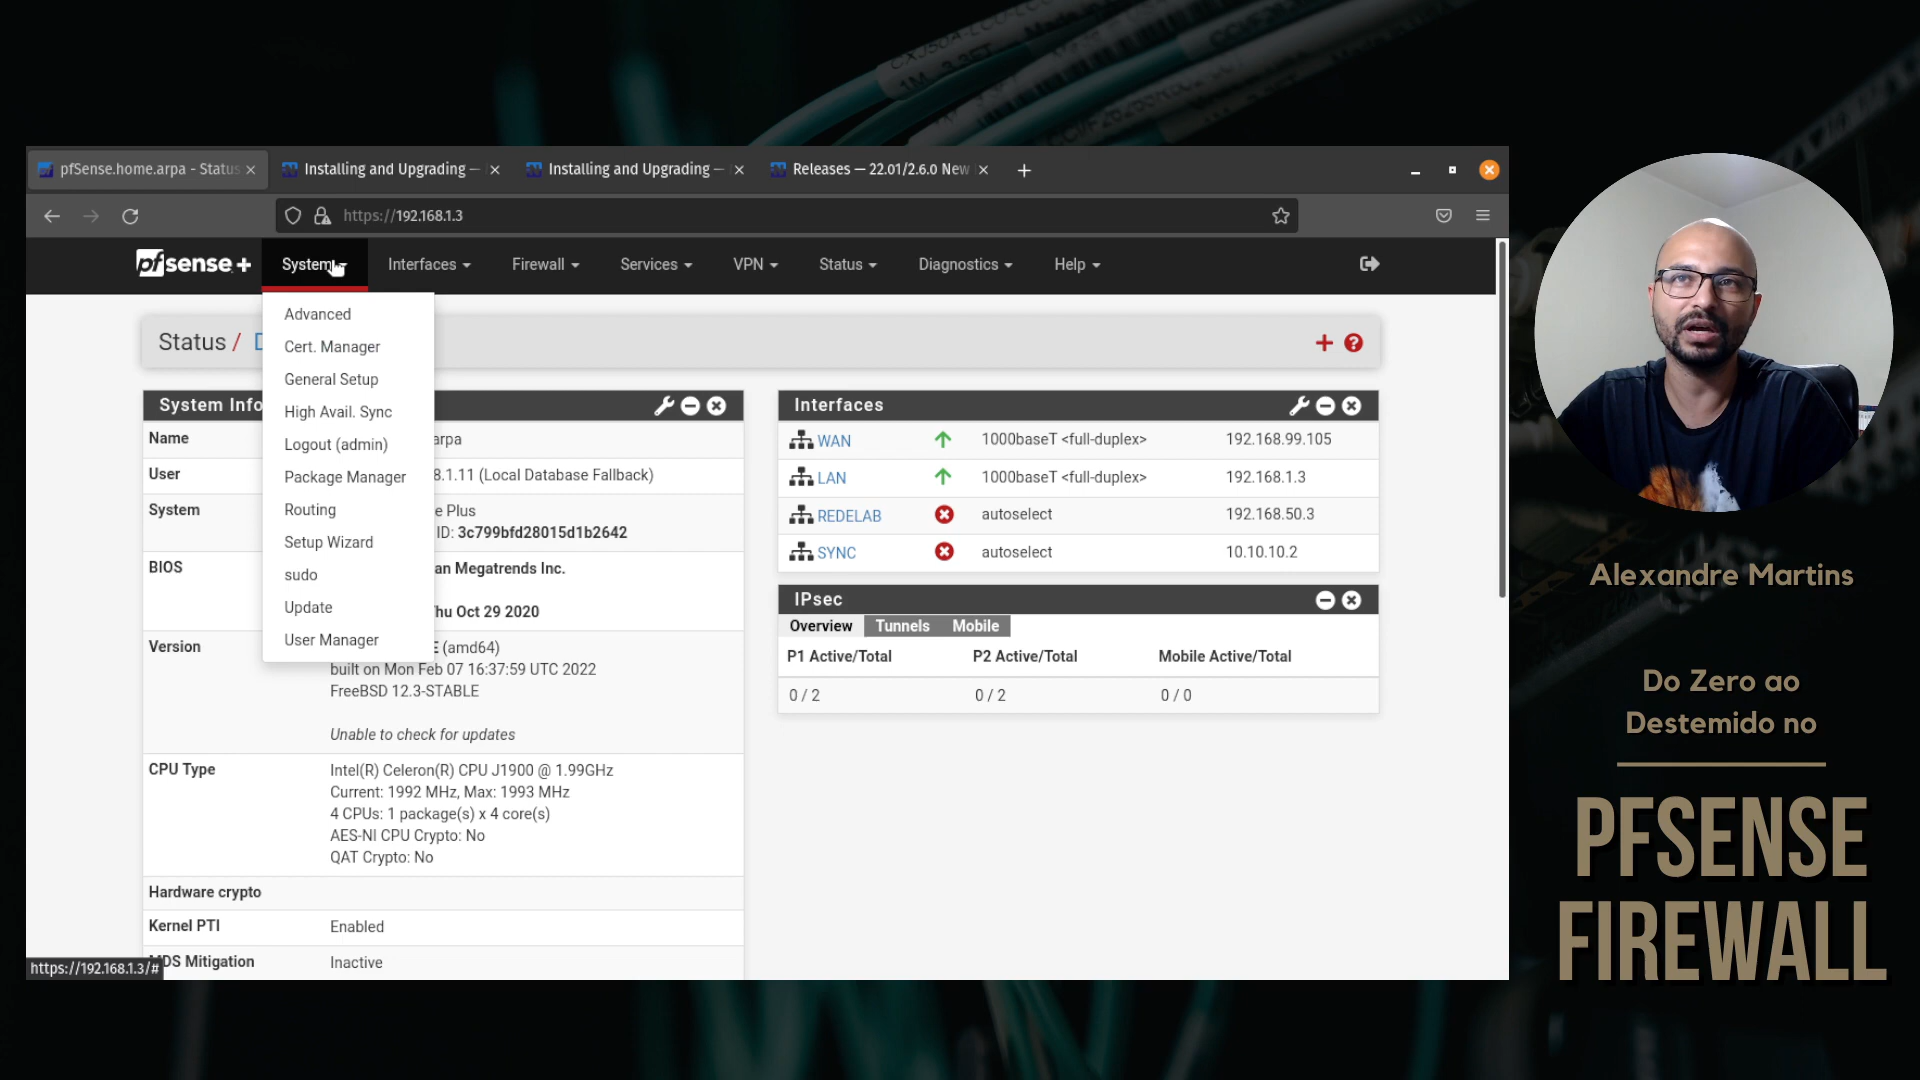 pfSense.home.arpa - Status
Installing and Upgrading —
Installing and Upgrading —
Releases — 22.01/2.6.0 New
https://192.168.1.3
pfsense+
System
Interfaces
Firewall
Services
VPN
Status
Diagnostics
Help
Advanced
Cert. Manager
General Setup
High Avail. Sync
Logout (admin)
Package Manager
Routing
Setup Wizard
sudo
Update
User Manager
Status /
System Info
Name
arpa
User
8.1.11 (Local Database Fallback)
System
e Plus
ID: 3c799bfd28015d1b2642
BIOS
an Megatrends Inc.
hu Oct 29 2020
Version
E (amd64)
built on Mon Feb 07 16:37:59 UTC 2022
FreeBSD 12.3-STABLE
Unable to check for updates
CPU Type
Intel(R) Celeron(R) CPU J1900 @ 1.99GHz
Current: 1992 MHz, Max: 1993 MHz
4 CPUs: 1 package(s) x 4 core(s)
AES-NI CPU Crypto: No
QAT Crypto: No
Hardware crypto
Kernel PTI
Enabled
MDS Mitigation
Inactive
https://192.168.1.3/#
Interfaces
WAN 1000baseT <full-duplex> 192.168.99.105
LAN 1000baseT <full-duplex> 192.168.1.3
REDELAB autoselect 192.168.50.3
SYNC autoselect 10.10.10.2
IPsec
Overview Tunnels Mobile
P1 Active/Total P2 Active/Total Mobile Active/Total
0 / 2 0 / 2 0 / 0
Alexandre Martins
Do Zero ao
Destemido no
PFSENSE
FIREWALL